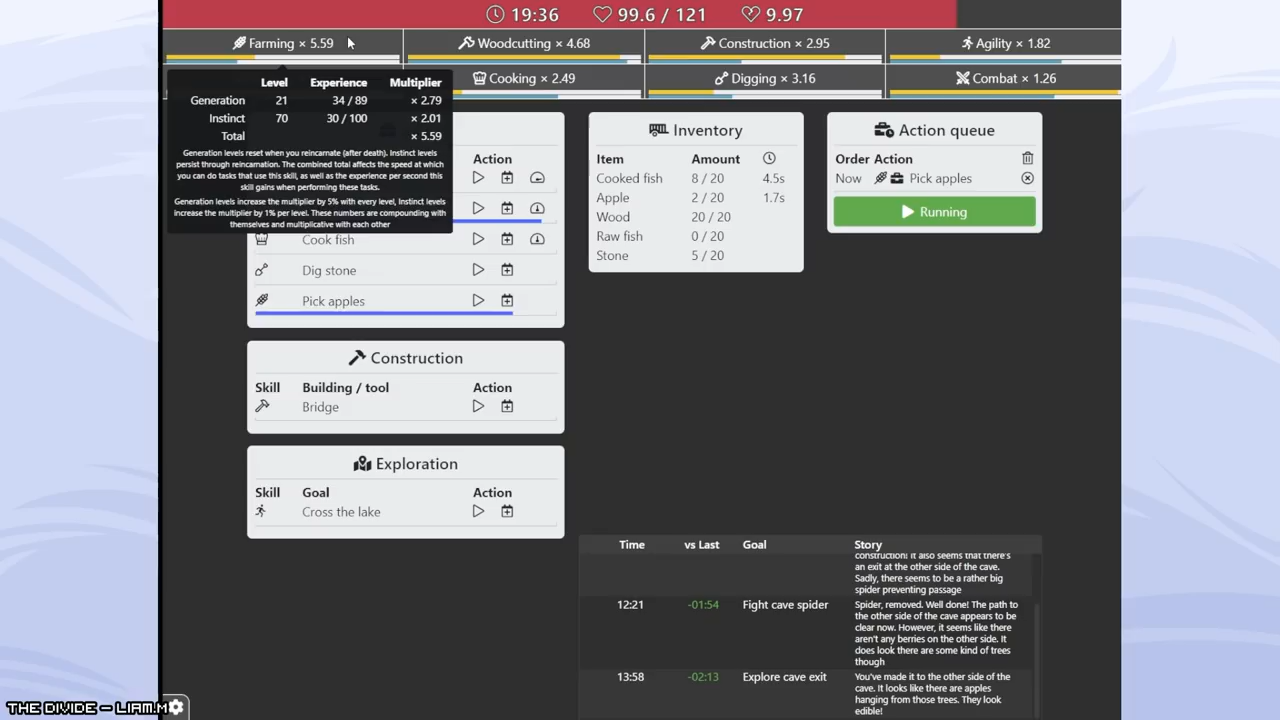 19:36 99.6 / 121 9.97
Farming × 5.59 Woodcutting × 4.68 Construction × 2.95 Agility × 1.82
Cooking × 2.49 Digging × 3.16 Combat × 1.26
Level Experience Multiplier
Generation 21 34 / 89 × 2.79
Instinct 70 30 / 100 × 2.01
Total × 5.59
Generation levels reset when you reincarnate (after death). Instinct levels
persist through reincarnation. The combined total affects the speed at which
you can do tasks that use this skill, as well as the experience per second this
skill gains when performing these tasks.
Generation levels increase the multiplier by 5% with every level, Instinct levels
increase the multiplier by 1% per level. These numbers are compounding with
themselves and multiplicative with each other
Action
Cook fish
Dig stone
Pick apples
Construction
Skill Building / tool Action
Bridge
Exploration
Skill Goal Action
Cross the lake
Inventory
Item Amount
Cooked fish 8 / 20 4.5s
Apple 2 / 20 1.7s
Wood 20 / 20
Raw fish 0 / 20
Stone 5 / 20
Action queue
Order Action
Now Pick apples
Running
Time vs Last Goal Story
construction! It also seems that there's
an exit at the other side of the cave.
Sadly, there seems to be a rather big
spider preventing passage
12:21 -01:54 Fight cave spider Spider, removed. Well done! The path to
the other side of the cave appears to be
clear now. However, it seems like there
aren't any berries on the other side. It
does look there are some kind of trees
though
13:58 -02:13 Explore cave exit You've made it to the other side of the
cave. It looks like there are apples
hanging from those trees. They look
edible!
THE DIVIDE – LIAM.M